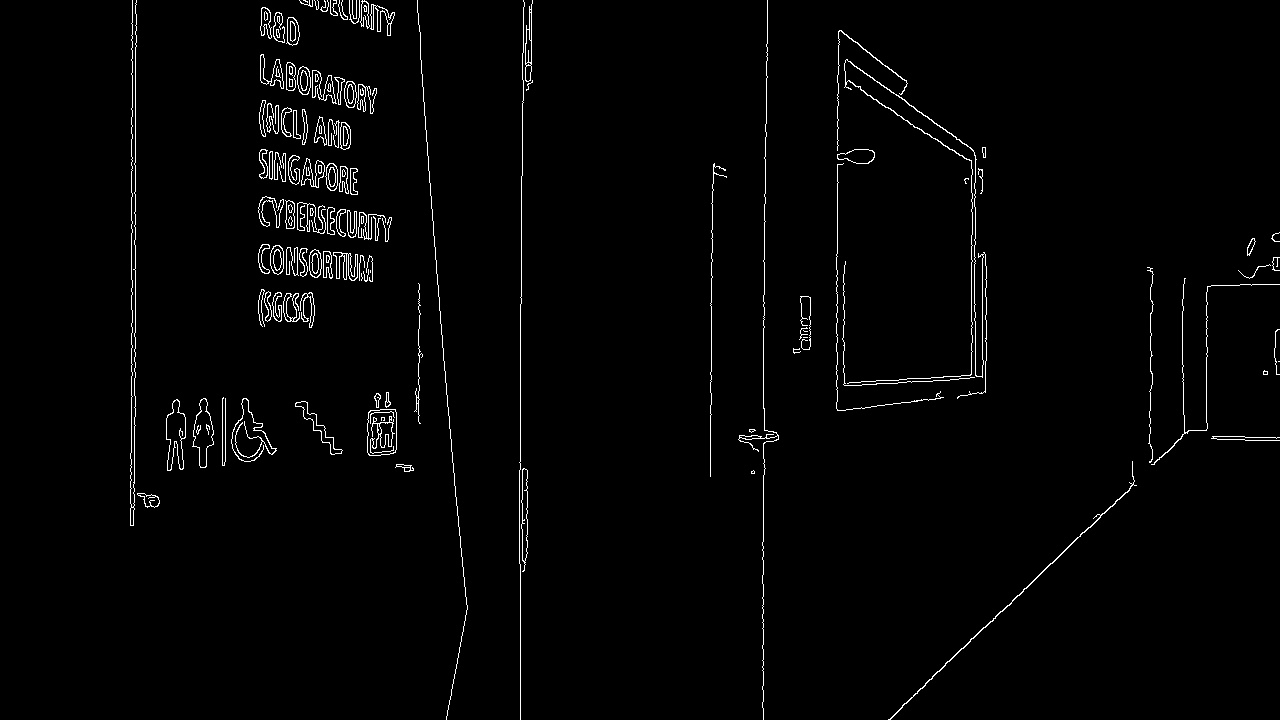 R&D
LABORATORY
(NCL) AND
SINGAPORE
CYBERSECURITY
CONSORTIUM
(SGCSC)